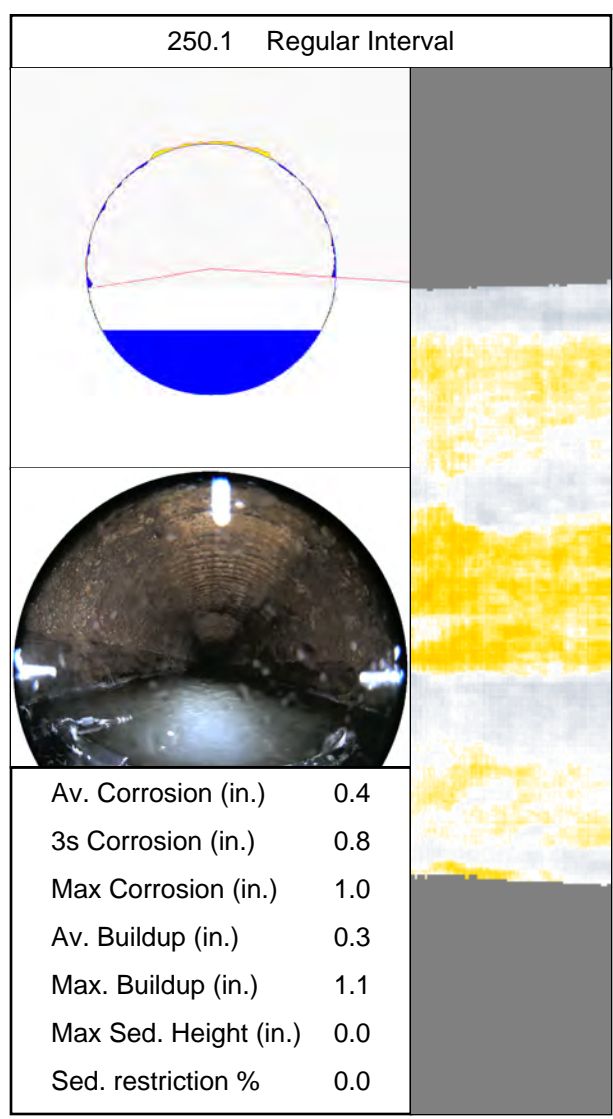 250.1 Regular Interval
Av. Corrosion (in.) 0.4
3s Corrosion (in.) 0.8
Max Corrosion (in.) 1.0
Av. Buildup (in.) 0.3
Max. Buildup (in.) 1.1
Max Sed. Height (in.) 0.0
Sed. restriction % 0.0